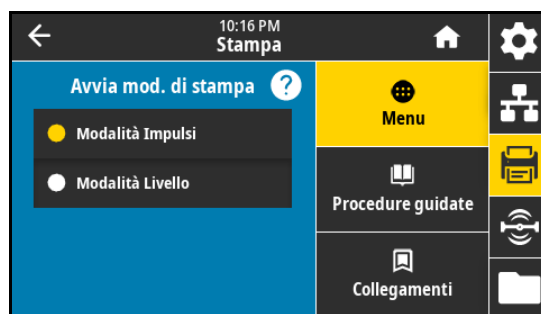 10:16 PM
Stampa
Avvia mod. di stampa ?
Modalità Impulsi
Modalità Livello
Menu
Procedure guidate
Collegamenti